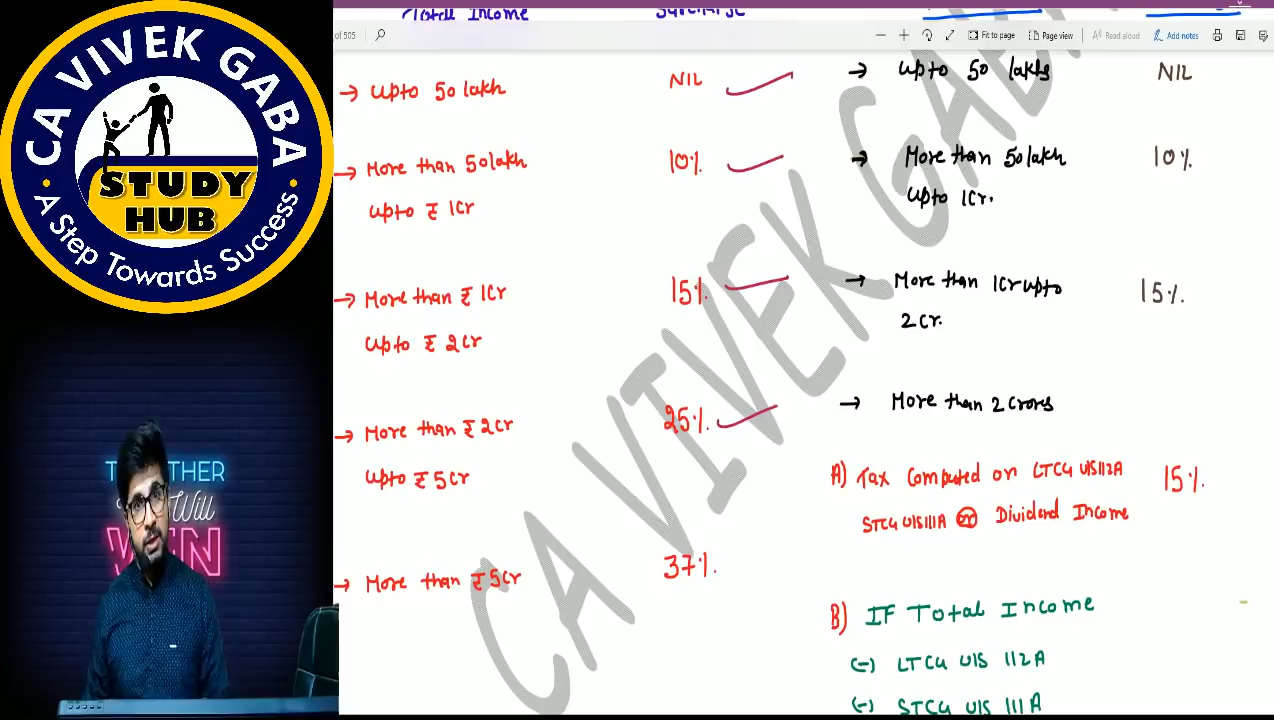 CA VIVEK GABA
STUDY
HUB
A Step Towards Success
TOGETHER
Will
WIN
Total Income
Surcharge
of 505
Fit to page
Page view
Read aloud
Add notes
→ Upto 50 lakh NIL
→ More than 50 lakh 10%
Upto ₹ 1Cr
→ More than ₹ 1Cr 15%
Upto ₹ 2Cr
→ More than ₹ 2Cr 25%
Upto ₹ 5Cr
→ More than ₹ 5Cr 37%
→ Upto 50 lakhs NIL
→ More than 50 lakh 10%
Upto 1Cr.
→ More than 1Cr upto 15%
2Cr.
→ More than 2 crores
A) Tax Computed on LTCG U/S 112A 15%
STCG U/S 111A or Dividend Income
B) IF Total Income
(-) LTCG U/S 112A
(-) STCG U/S 111A
CA VIVEK GABA